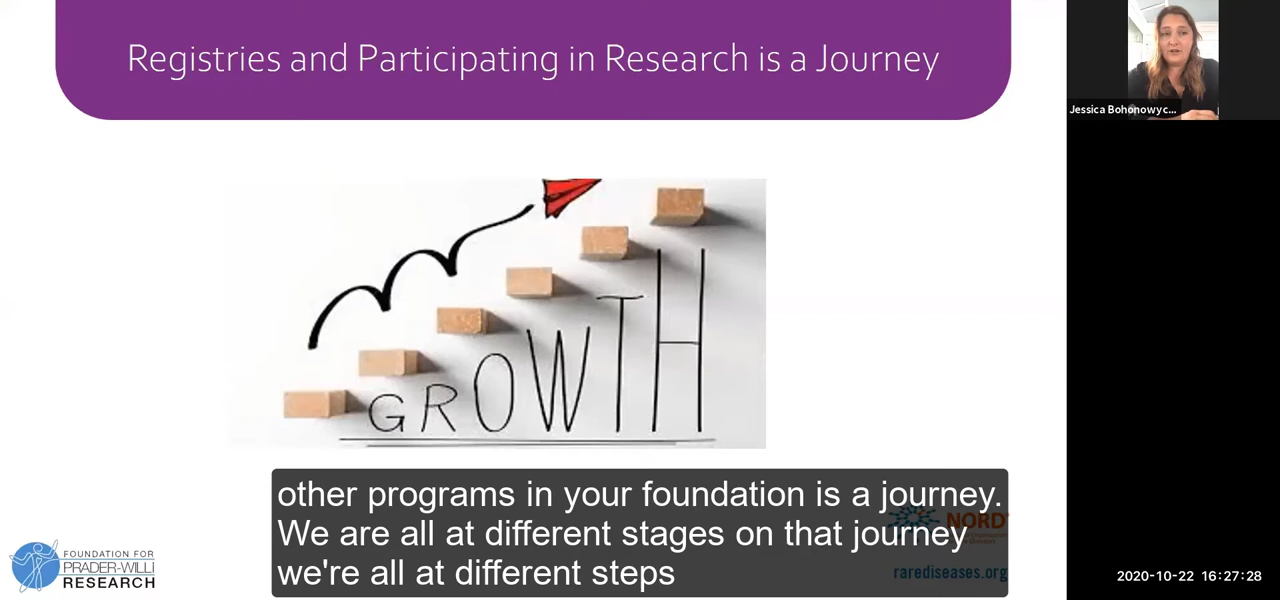 Registries and Participating in Research is a Journey
Jessica Bohonowyc...
GROWTH
other programs in your foundation is a journey.
We are all at different stages on that journey
we're all at different steps
NORD
rarediseases.org
FOUNDATION FOR
PRADER-WILLI
RESEARCH
2020-10-22 16:27:28